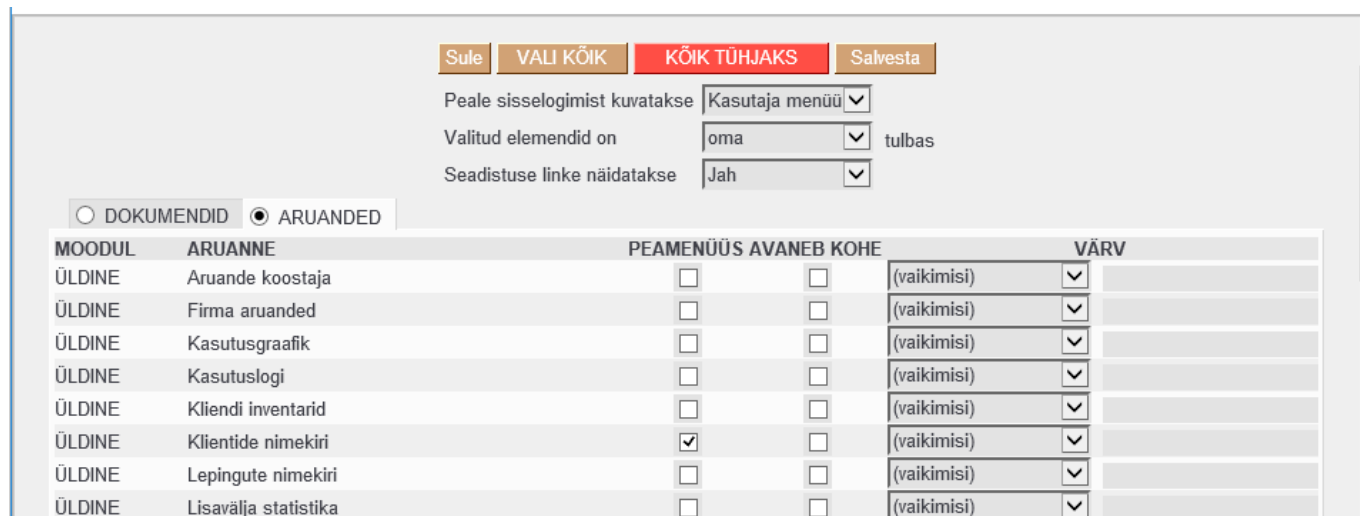 Sule VALI KÕIK KÕIK TÜHJAKS Salvesta
Peale sisselogimist kuvatakse Kasutaja menüü
Valitud elemendid on oma tulbas
Seadistuse linke näidatakse Jah
DOKUMENDID ARUANDED
MOODUL ARUANNE PEAMENÜÜS AVANEB KOHE VÄRV
ÜLDINE Aruande koostaja (vaikimisi)
ÜLDINE Firma aruanded (vaikimisi)
ÜLDINE Kasutusgraafik (vaikimisi)
ÜLDINE Kasutuslogi (vaikimisi)
ÜLDINE Kliendi inventarid (vaikimisi)
ÜLDINE Klientide nimekiri (vaikimisi)
ÜLDINE Lepingute nimekiri (vaikimisi)
ÜLDINE Lisavälja statistika (vaikimisi)